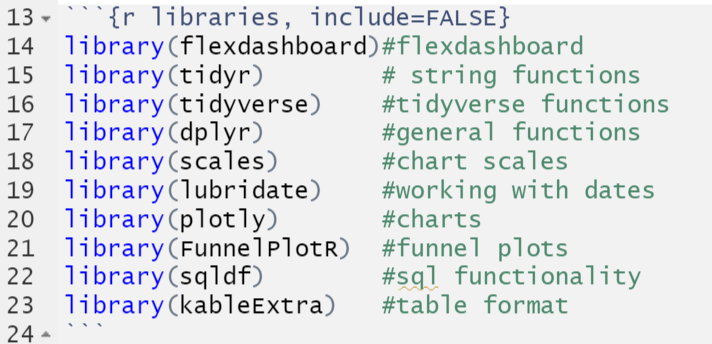 13 ```{r libraries, include=FALSE}
14 library(flexdashboard)#flexdashboard
15 library(tidyr)        # string functions
16 library(tidyverse)    #tidyverse functions
17 library(dplyr)        #general functions
18 library(scales)       #chart scales
19 library(lubridate)    #working with dates
20 library(plotly)       #charts
21 library(FunnelPlotR)  #funnel plots
22 library(sqldf)        #sql functionality
23 library(kableExtra)   #table format
24 ```